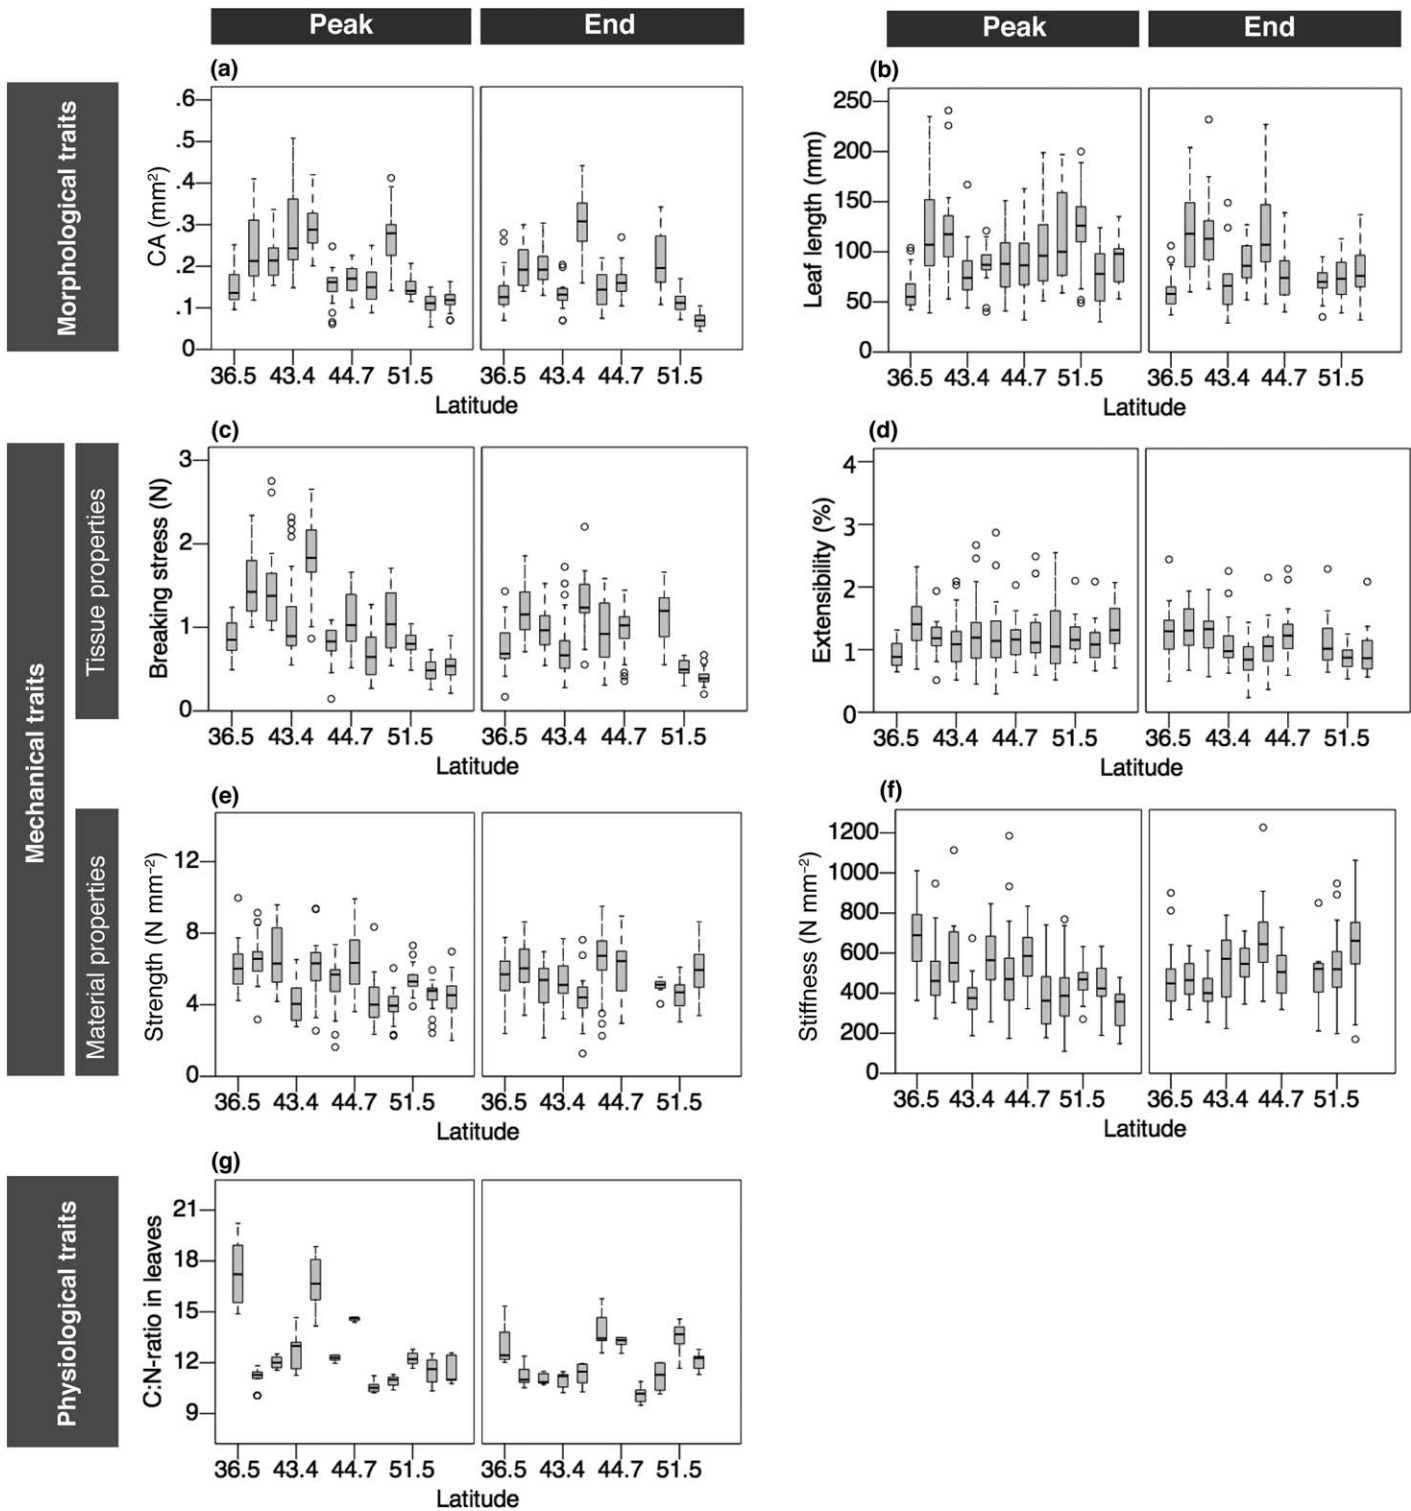 Peak End
Peak End
Morphological traits
(a)
CA (mm²)
.6
.5
.4
.3
.2
.1
0
36.5 43.4 44.7 51.5 36.5 43.4 44.7 51.5
Latitude
(b)
Leaf length (mm)
250
200
150
100
50
0
36.5 43.4 44.7 51.5 36.5 43.4 44.7 51.5
Latitude
Mechanical traits
Tissue properties
(c)
Breaking stress (N)
3
2
1
0
36.5 43.4 44.7 51.5 36.5 43.4 44.7 51.5
Latitude
(d)
Extensibility (%)
4
3
2
1
0
36.5 43.4 44.7 51.5 36.5 43.4 44.7 51.5
Latitude
Material properties
(e)
Strength (N mm⁻²)
12
8
4
0
36.5 43.4 44.7 51.5 36.5 43.4 44.7 51.5
Latitude
(f)
Stiffness (N mm⁻²)
1200
1000
800
600
400
200
0
36.5 43.4 44.7 51.5 36.5 43.4 44.7 51.5
Latitude
Physiological traits
(g)
C:N-ratio in leaves
21
18
15
12
9
36.5 43.4 44.7 51.5 36.5 43.4 44.7 51.5
Latitude